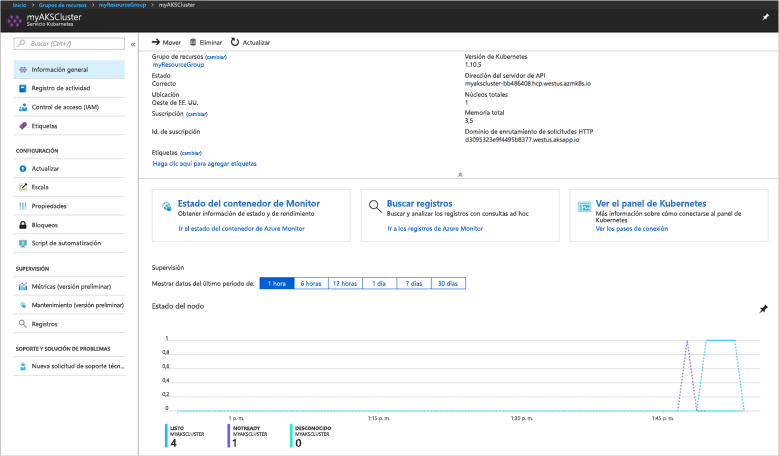 Inicio > Grupos de recursos > myResourceGroup > myAKSCluster
myAKSCluster
Servicio Kubernetes
Buscar (Ctrl+/)
Información general
Registro de actividad
Control de acceso (IAM)
Etiquetas
CONFIGURACIÓN
Actualizar
Escala
Propiedades
Bloqueos
Script de automatización
SUPERVISIÓN
Métricas (versión preliminar)
Mantenimiento (versión preliminar)
Registros
SOPORTE Y SOLUCIÓN DE PROBLEMAS
Nueva solicitud de soporte técn...
Mover Eliminar Actualizar
Grupo de recursos (cambiar)
myResourceGroup
Estado
Correcto
Ubicación
Oeste de EE. UU.
Suscripción (cambiar)
Id. de suscripción
Etiquetas (cambiar)
Haga clic aquí para agregar etiquetas
Versión de Kubernetes
1.10.5
Dirección del servidor de API
myakscluster-bb486408.hcp.westus.azmk8s.io
Núcleos totales
1
Memoria total
3,5
Dominio de enrutamiento de solicitudes HTTP
d3095323e9f4495b8377.westus.aksapp.io
Estado del contenedor de Monitor
Obtener información de estado y de rendimiento
Ir al estado del contenedor de Azure Monitor
Buscar registros
Buscar y analizar los registros con consultas ad hoc
Ir a los registros de Azure Monitor
Ver el panel de Kubernetes
Más información sobre cómo conectarse al panel de
Kubernetes
Ver los pasos de conexión
Supervisión
Mostrar datos del último período de: 1 hora 6 horas 12 horas 1 día 7 días 30 días
Estado del nodo
1
0,8
0,6
0,4
0,2
0
1 p. m. 1:15 p. m. 1:30 p. m. 1:45 p. m.
LISTO
MYAKSCLUSTER
4
NOTREADY
MYAKSCLUSTER
1
DESCONOCIDO
MYAKSCLUSTER
0